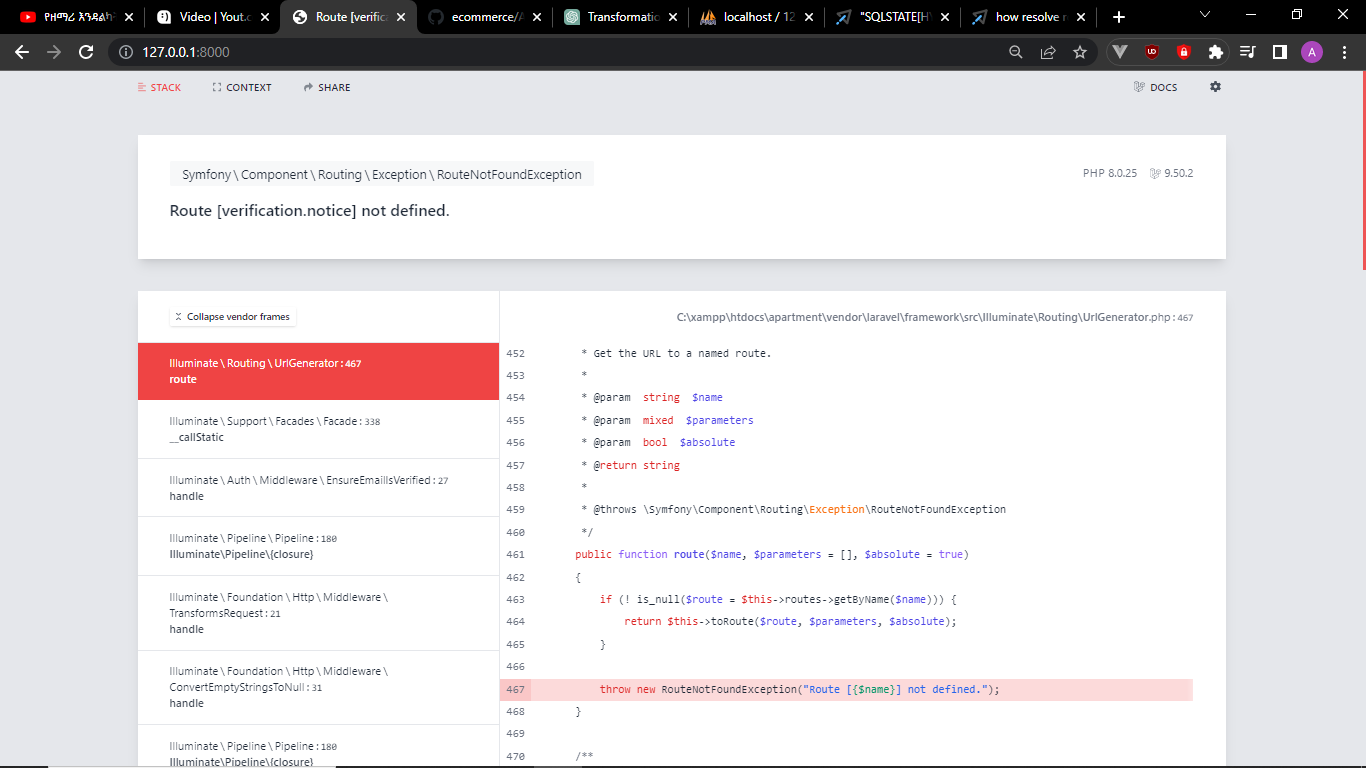 የዘማሪ እንዳልካ
Video | Yout.c
Route [verific
ecommerce/A
Transformatio
localhost / 12
"SQLSTATE[HY
how resolve r
127.0.0.1:8000
UD
A
STACK
CONTEXT
SHARE
DOCS
Symfony \ Component \ Routing \ Exception \ RouteNotFoundException
PHP 8.0.25
9.50.2
Route [verification.notice] not defined.
Collapse vendor frames
Illuminate \ Routing \ UrlGenerator : 467
route
Illuminate \ Support \ Facades \ Facade : 338
__callStatic
Illuminate \ Auth \ Middleware \ EnsureEmailIsVerified : 27
handle
Illuminate \ Pipeline \ Pipeline : 180
Illuminate\Pipeline\{closure}
Illuminate \ Foundation \ Http \ Middleware \
TransformsRequest : 21
handle
Illuminate \ Foundation \ Http \ Middleware \
ConvertEmptyStringsToNull : 31
handle
Illuminate \ Pipeline \ Pipeline : 180
Illuminate\Pipeline\{closure}
C:\xampp\htdocs\apartment\vendor\laravel\framework\src\Illuminate\Routing\UrlGenerator.php : 467
452 * Get the URL to a named route.
453 *
454 * @param string $name
455 * @param mixed $parameters
456 * @param bool $absolute
457 * @return string
458 *
459 * @throws \Symfony\Component\Routing\Exception\RouteNotFoundException
460 */
461 public function route($name, $parameters = [], $absolute = true)
462 {
463 if (! is_null($route = $this->routes->getByName($name))) {
464 return $this->toRoute($route, $parameters, $absolute);
465 }
466
467 throw new RouteNotFoundException("Route [{$name}] not defined.");
468 }
469
470 /**